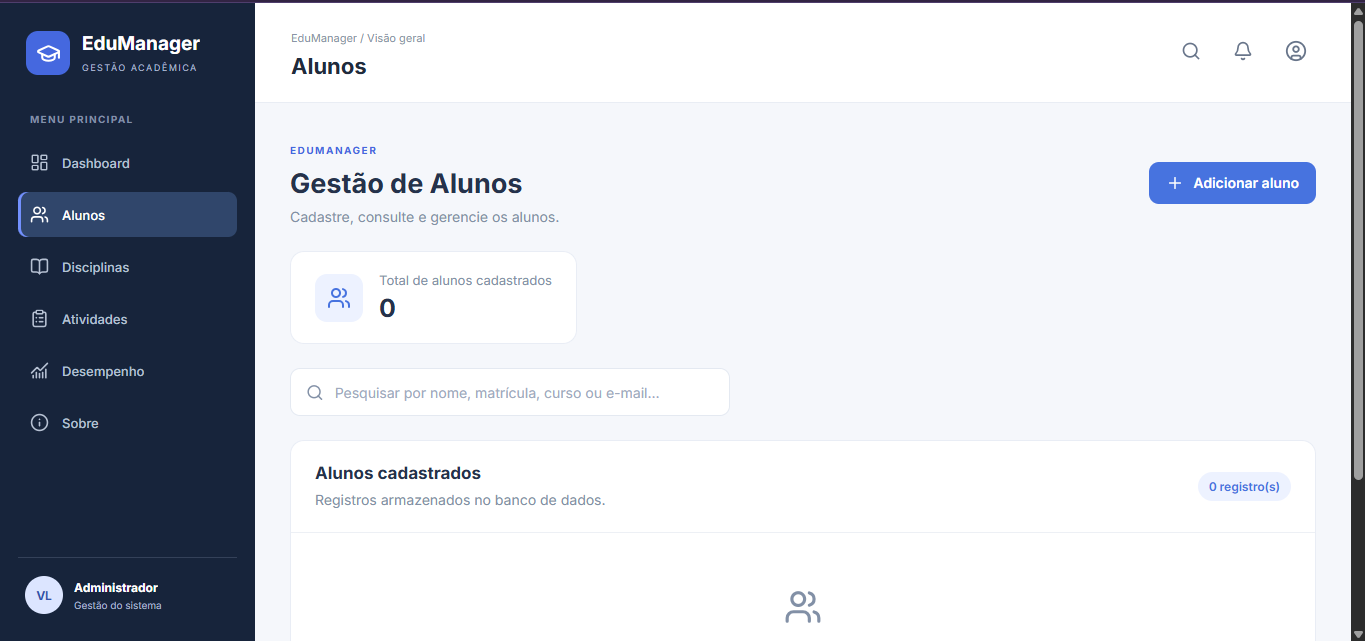 EduManager
GESTÃO ACADÊMICA
MENU PRINCIPAL
Dashboard
Alunos
Disciplinas
Atividades
Desempenho
Sobre
VL
Administrador
Gestão do sistema
EduManager / Visão geral
Alunos
EDUMANAGER
Gestão de Alunos
Cadastre, consulte e gerencie os alunos.
Adicionar aluno
Total de alunos cadastrados
0
Pesquisar por nome, matrícula, curso ou e-mail...
Alunos cadastrados
Registros armazenados no banco de dados.
0 registro(s)